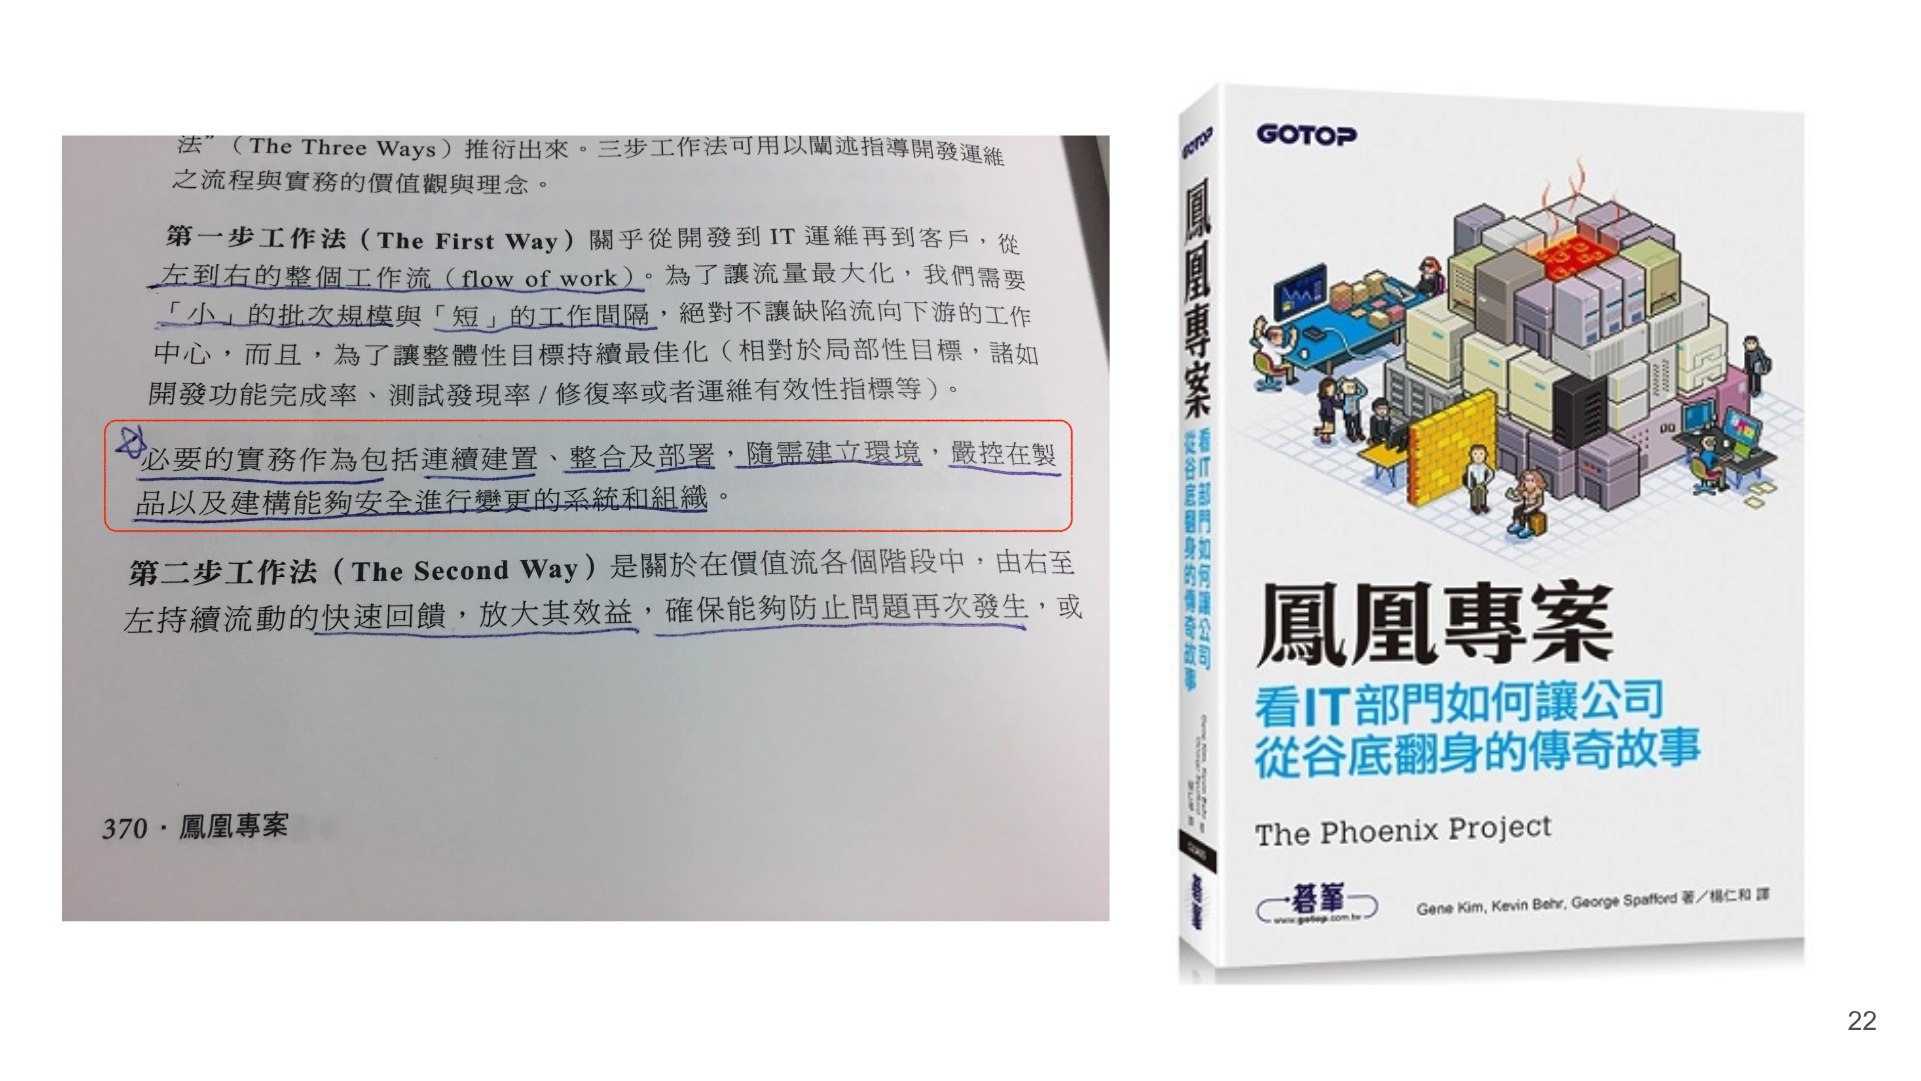 法”（The Three Ways）推衍出來。三步工作法可用以闡述指導開發運維
之流程與實務的價值觀與理念。
第一步工作法（The First Way）關乎從開發到 IT 運維再到客戶，從
左到右的整個工作流（flow of work）。為了讓流量最大化，我們需要
「小」的批次規模與「短」的工作間隔，絕對不讓缺陷流向下游的工作
中心，而且，為了讓整體性目標持續最佳化（相對於局部性目標，諸如
開發功能完成率、測試發現率 / 修復率或者運維有效性指標等）。
必要的實務作為包括連續建置、整合及部署，隨需建立環境，嚴控在製
品以及建構能夠安全進行變更的系統和組織。
第二步工作法（The Second Way）是關於在價值流各個階段中，由右至
左持續流動的快速回饋，放大其效益，確保能夠防止問題再次發生，或
370 · 鳳凰專案
GOTOP
鳳凰專案
看IT部門如何讓公司
從谷底翻身的傳奇故事
GOTOP
鳳凰專案
看IT部門如何讓公司
從谷底翻身的傳奇故事
The Phoenix Project
碁峯
www.gotop.com.tw
Gene Kim, Kevin Behr, George Spafford 著／楊仁和 譯
碁峯
22